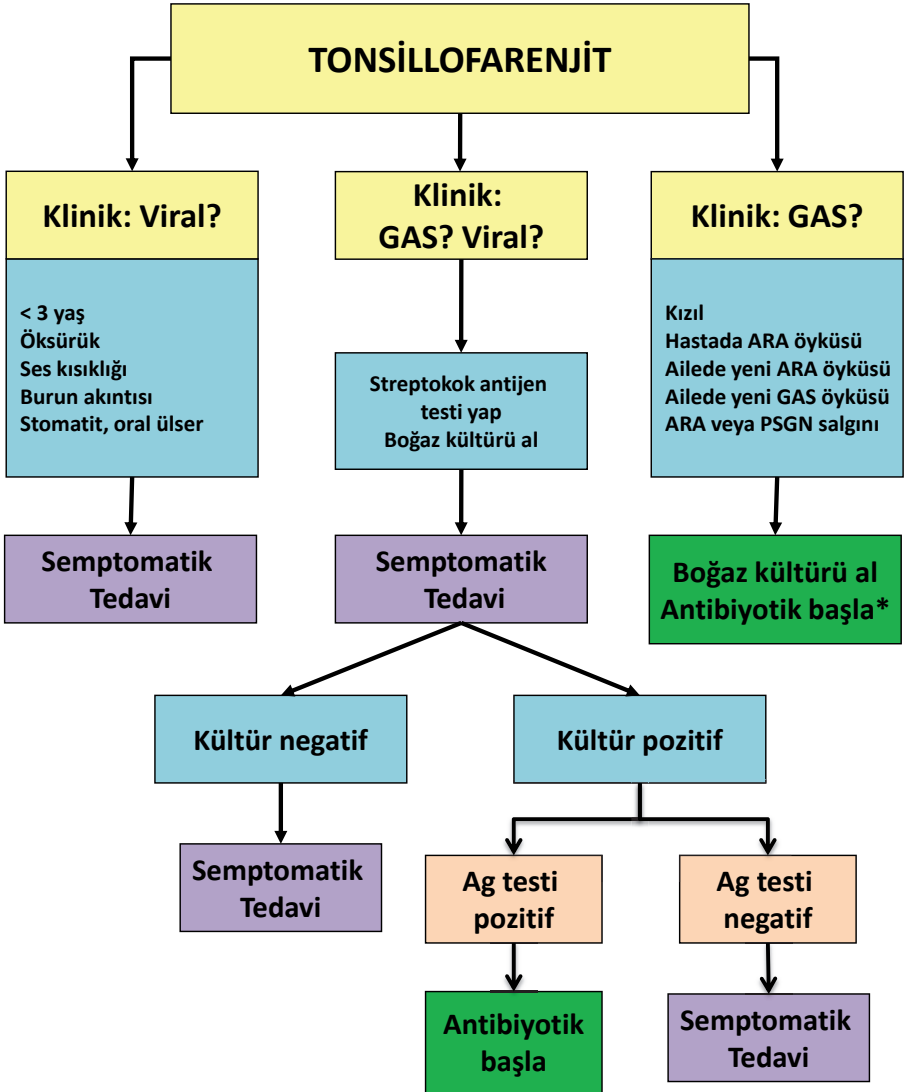 TONSİLLOFARENJİT
Klinik: Viral?
< 3 yaş
Öksürük
Ses kısıklığı
Burun akıntısı
Stomatit, oral ülser
Semptomatik
Tedavi
Klinik:
GAS? Viral?
Streptokok antijen
testi yap
Boğaz kültürü al
Semptomatik
Tedavi
Klinik: GAS?
Kızıl
Hastada ARA öyküsü
Ailede yeni ARA öyküsü
Ailede yeni GAS öyküsü
ARA veya PSGN salgını
Boğaz kültürü al
Antibiyotik başla*
Kültür negatif
Semptomatik
Tedavi
Kültür pozitif
Ag testi
pozitif
Antibiyotik
başla
Ag testi
negatif
Semptomatik
Tedavi